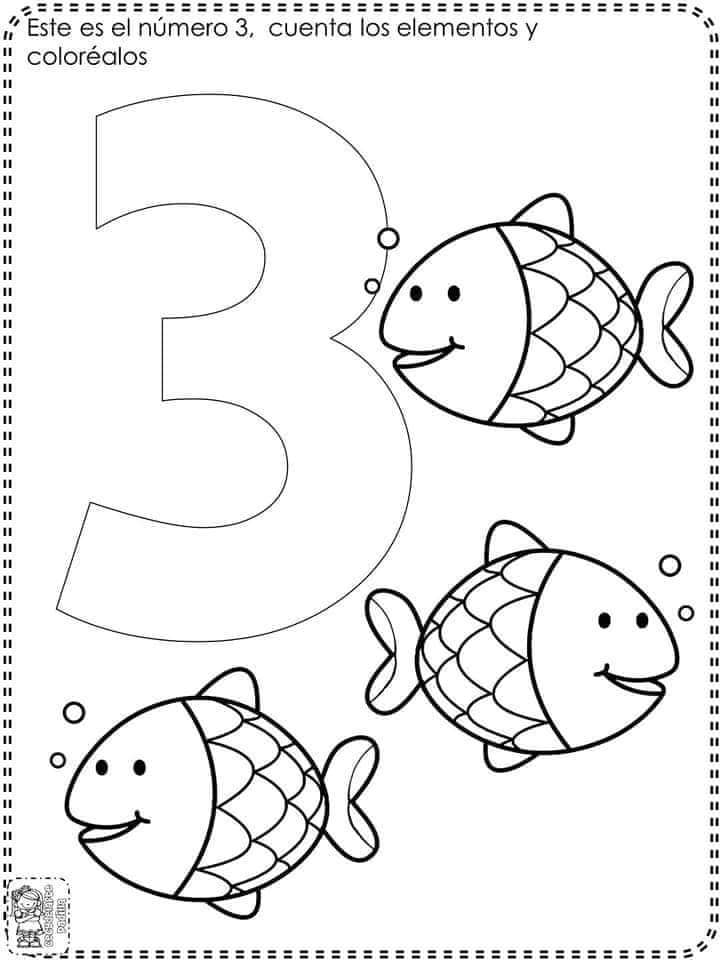 Este es el número 3, cuenta los elementos y
coloréalos
3